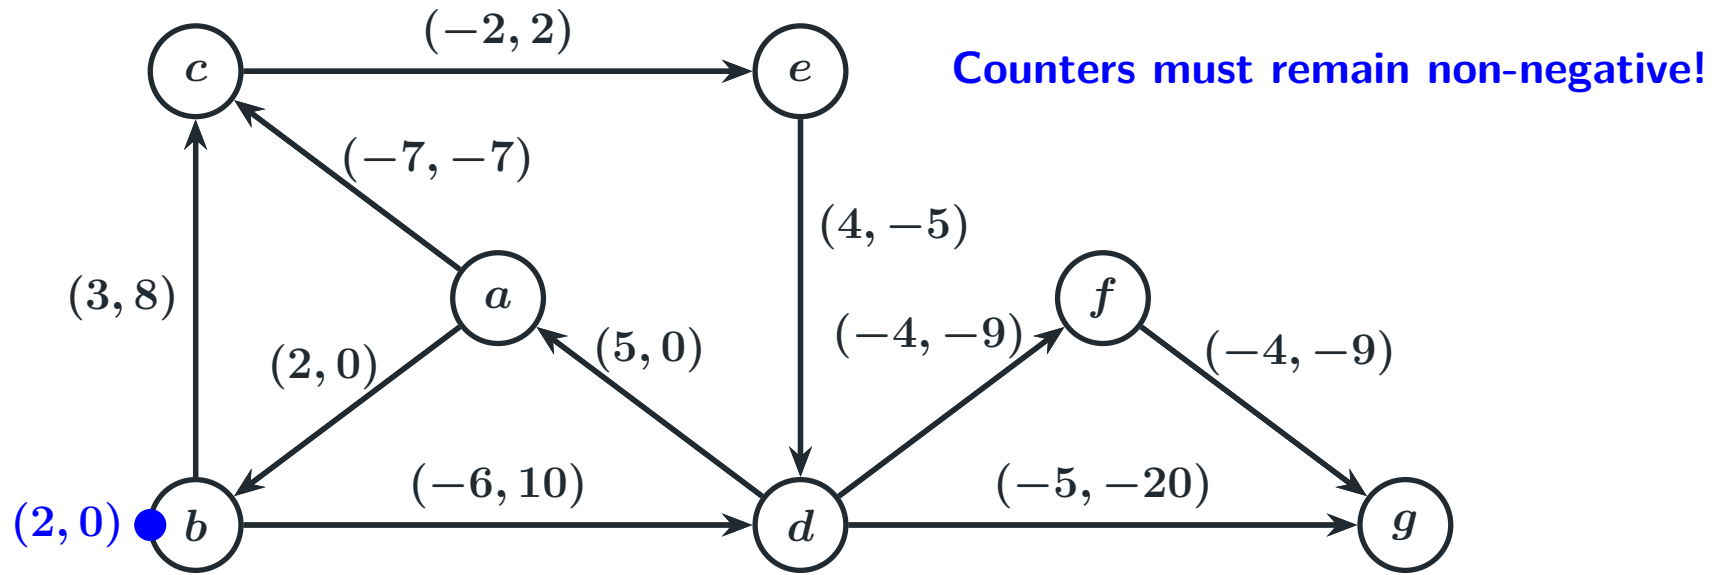 (−2, 2)
c
e
Counters must remain non-negative!
(−7, −7)
(4, −5)
(3, 8)
a
f
(2, 0)
(5, 0)
(−4, −9)
(−4, −9)
(−6, 10)
(−5, −20)
(2, 0)
b
d
g